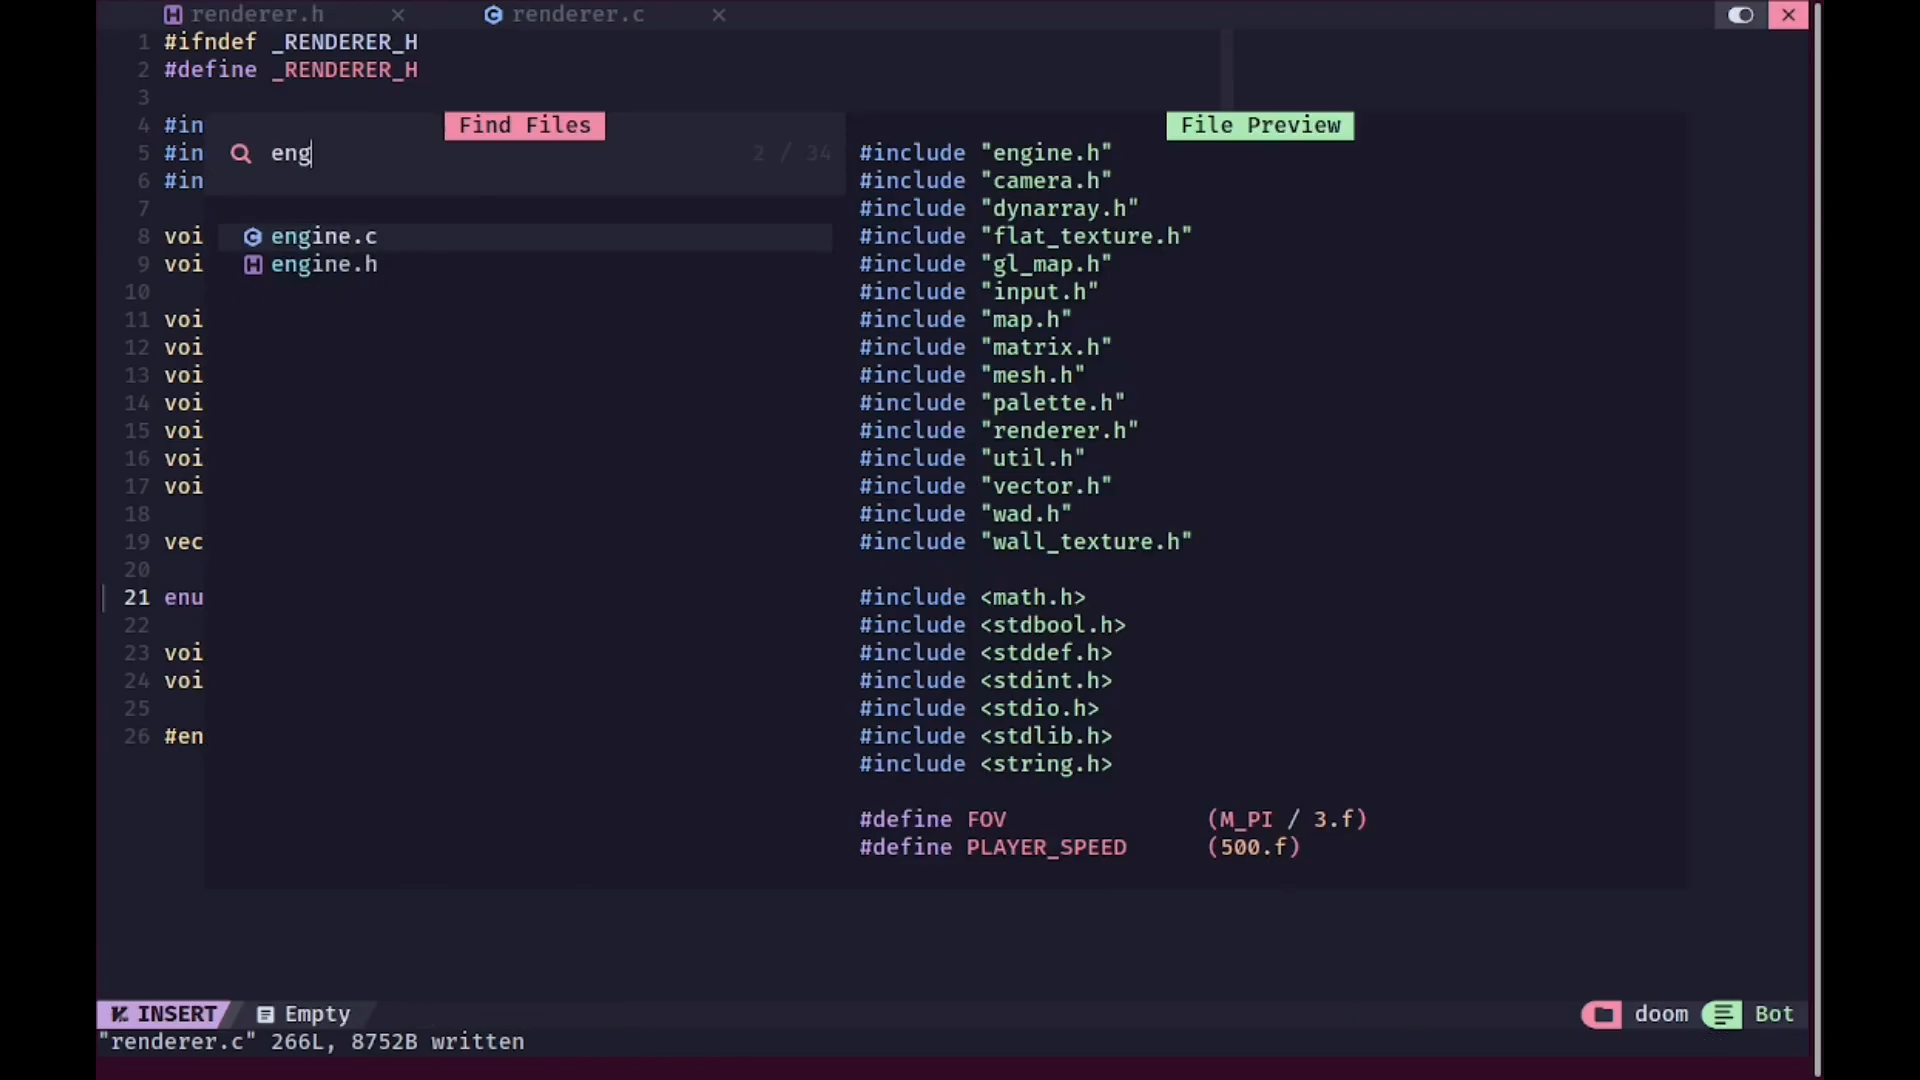 renderer.h
renderer.c
1 #ifndef _RENDERER_H
2 #define _RENDERER_H
3
4 #in
5 #in
6 #in
7
8 voi
9 voi
10
11 voi
12 voi
13 voi
14 voi
15 voi
16 voi
17 voi
18
19 vec
20
21 enu
22
23 voi
24 voi
25
26 #en
Find Files
eng
2 / 34
engine.c
engine.h
File Preview
#include "engine.h"
#include "camera.h"
#include "dynarray.h"
#include "flat_texture.h"
#include "gl_map.h"
#include "input.h"
#include "map.h"
#include "matrix.h"
#include "mesh.h"
#include "palette.h"
#include "renderer.h"
#include "util.h"
#include "vector.h"
#include "wad.h"
#include "wall_texture.h"
#include <math.h>
#include <stdbool.h>
#include <stddef.h>
#include <stdint.h>
#include <stdio.h>
#include <stdlib.h>
#include <string.h>
#define FOV (M_PI / 3.f)
#define PLAYER_SPEED (500.f)
INSERT
Empty
doom
Bot
"renderer.c" 266L, 8752B written